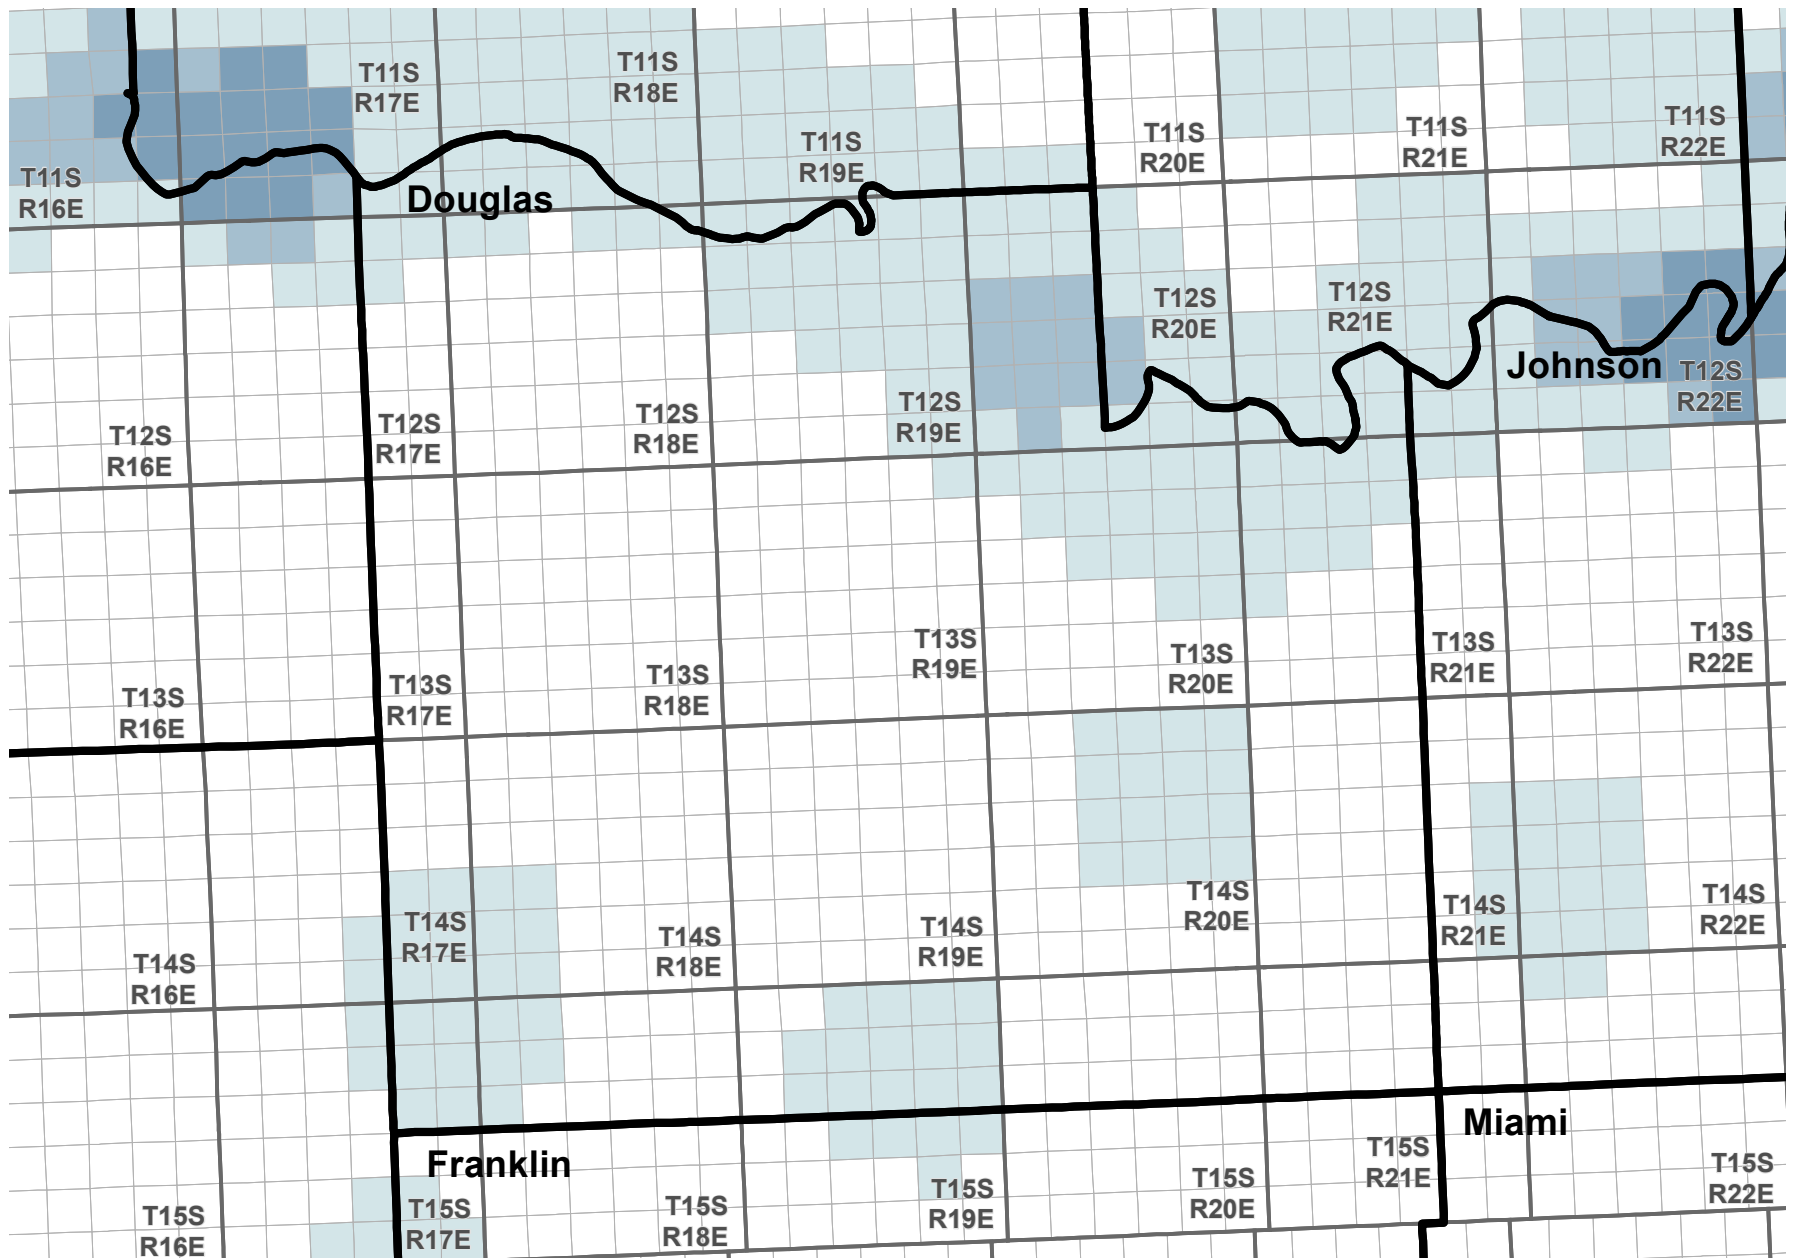 T11S
R17E
T11S
R18E
T11S
R19E
T11S
R20E
T11S
R21E
T11S
R22E
T11S
R16E
Douglas
T12S
R20E
T12S
R21E
Johnson
T12S
R22E
T12S
R16E
T12S
R17E
T12S
R18E
T12S
R19E
T13S
R16E
T13S
R17E
T13S
R18E
T13S
R19E
T13S
R20E
T13S
R21E
T13S
R22E
T14S
R16E
T14S
R17E
T14S
R18E
T14S
R19E
T14S
R20E
T14S
R21E
T14S
R22E
Miami
Franklin
T15S
R16E
T15S
R17E
T15S
R18E
T15S
R19E
T15S
R20E
T15S
R21E
T15S
R22E